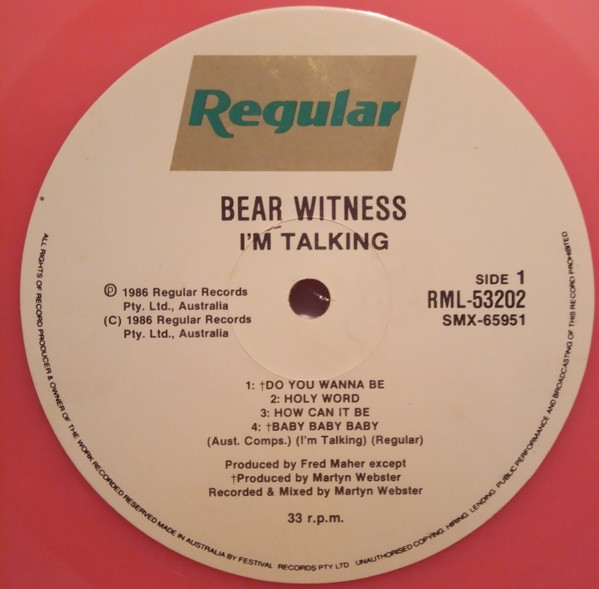 Regular
BEAR WITNESS
I'M TALKING
Ⓟ 1986 Regular Records
Pty. Ltd., Australia
(C) 1986 Regular Records
Pty. Ltd., Australia
SIDE 1
RML-53202
SMX-65951
1: †DO YOU WANNA BE
2: HOLY WORD
3: HOW CAN IT BE
4: †BABY BABY BABY
(Aust. Comps.) (I'm Talking) (Regular)
Produced by Fred Maher except
†Produced by Martyn Webster
Recorded & Mixed by Martyn Webster
33 r.p.m.
ALL RIGHTS OF RECORD PRODUCER & OWNER OF THE WORK RECORDED RESERVED MADE IN AUSTRALIA BY FESTIVAL RECORDS PTY LTD UNAUTHORISED COPYING, HIRING, LENDING, PUBLIC PERFORMANCE AND BROADCASTING OF THIS RECORD PROHIBITED